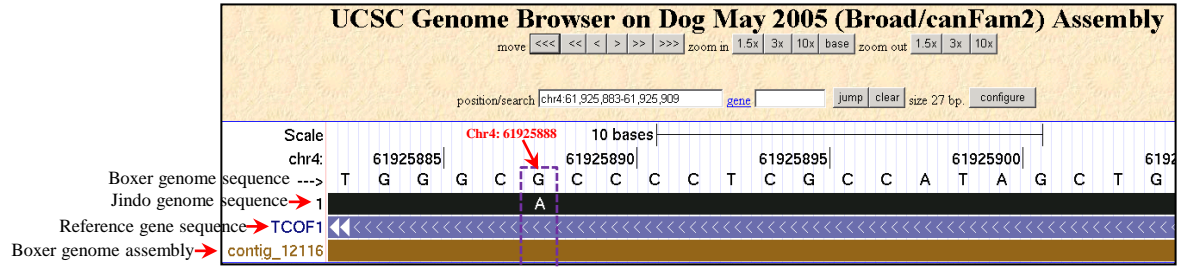 UCSC Genome Browser on Dog May 2005 (Broad/canFam2) Assembly
move <<< << < > >> >>> zoom in 1.5x 3x 10x base zoom out 1.5x 3x 10x
position/search chr4:61,925,883-61,925,909 gene jump clear size 27 bp. configure
Scale Chr4: 61925888 10 bases
chr4: 61925885 61925890 61925895 61925900 6192
Boxer genome sequence ---> T G G G C G C C C C T C G C C A T A G C T G
Jindo genome sequence 1 A
Reference gene sequence TCOF1
Boxer genome assembly contig_12116